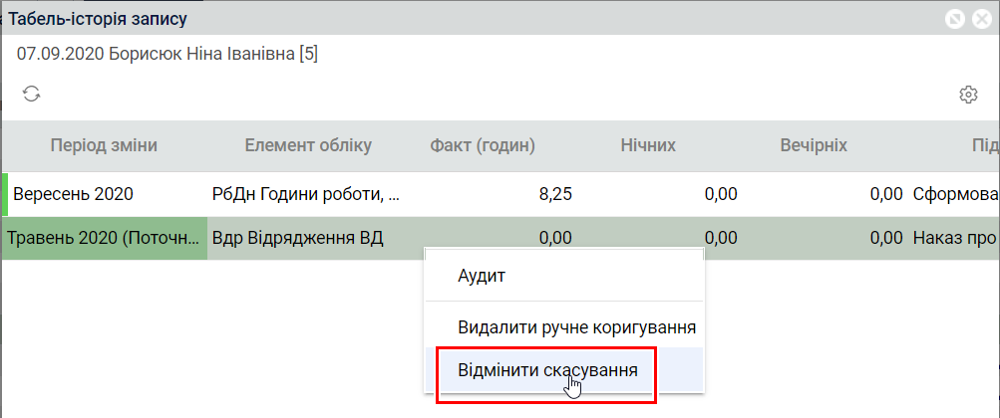 Табель-історія запису
07.09.2020 Борисюк Ніна Іванівна [5]
Період зміни Елемент обліку Факт (годин) Нічних Вечірніх Під
Вересень 2020 РбДн Години роботи, ... 8,25 0,00 0,00 Сформова
Травень 2020 (Поточн... Вдр Відрядження ВД 0,00 0,00 0,00 Наказ про
Аудит
Видалити ручне коригування
Відмінити скасування